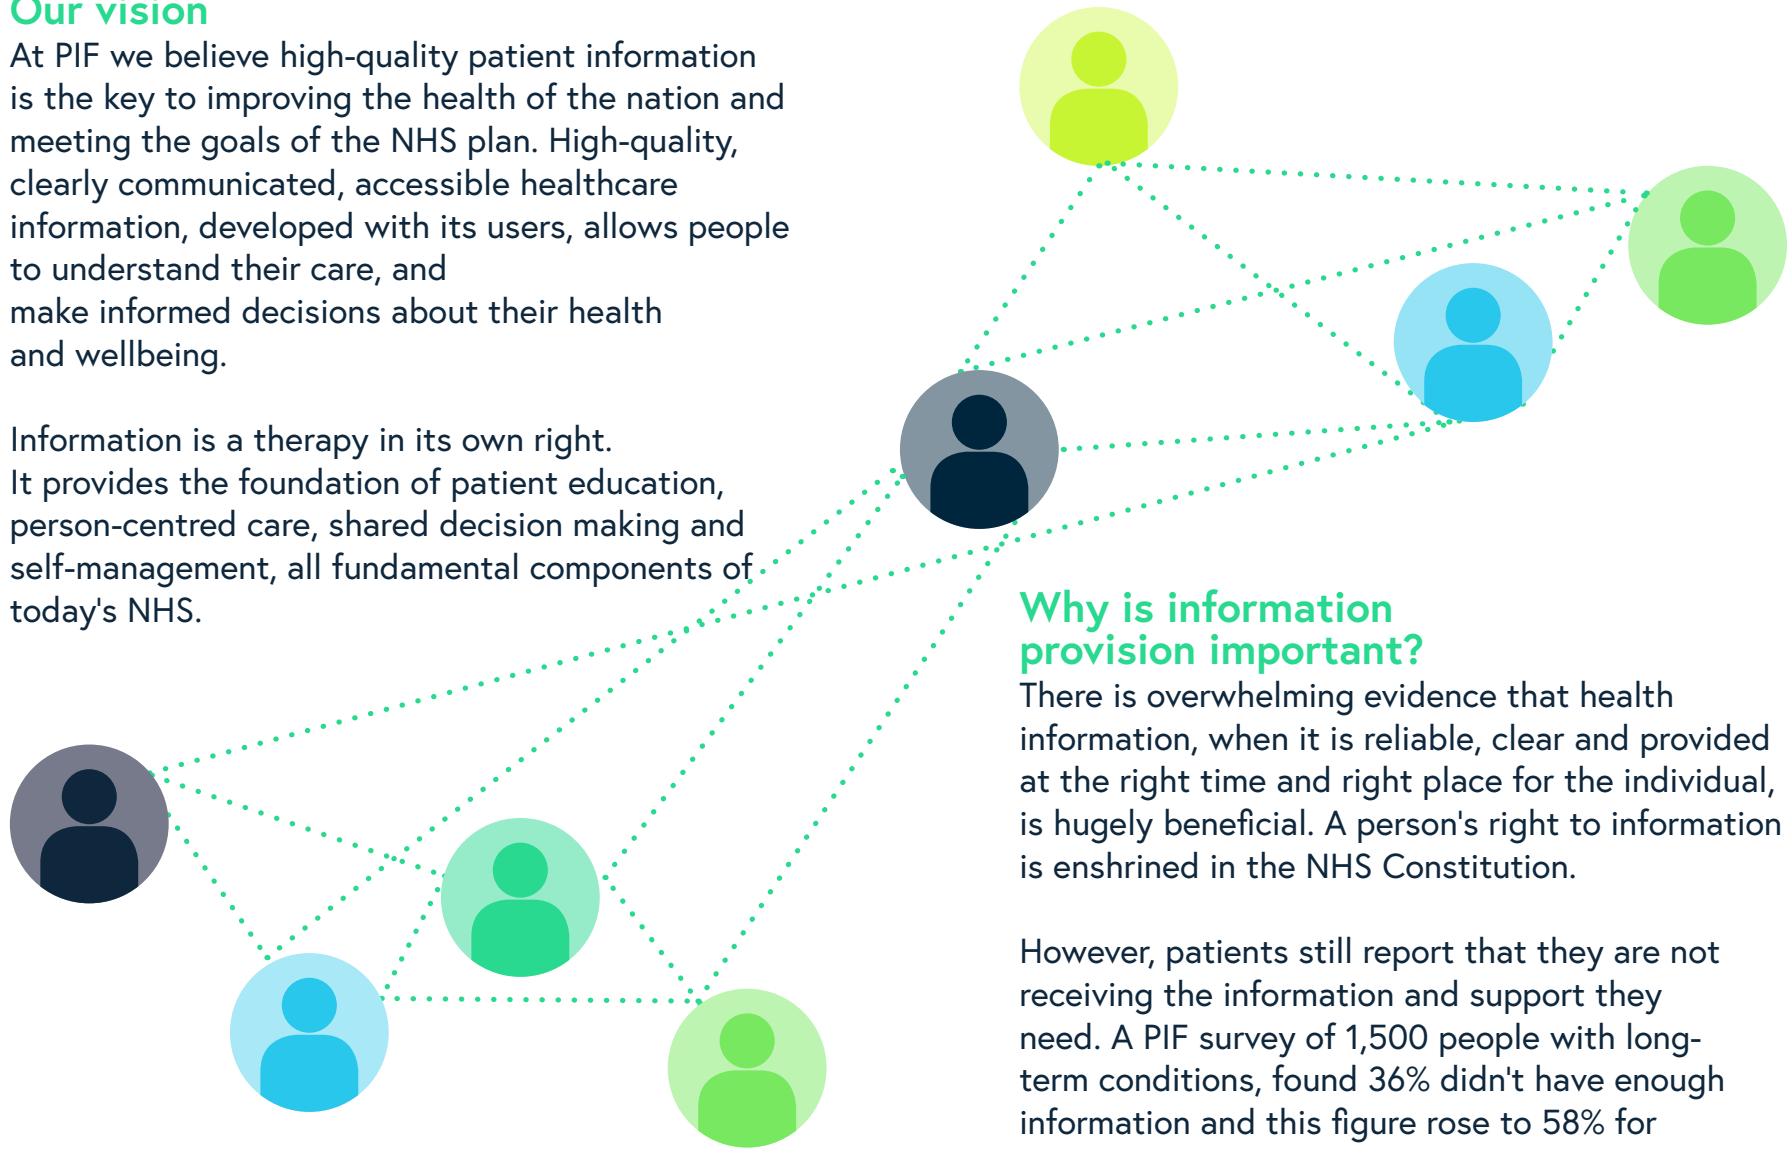 Our vision
At PIF we believe high-quality patient information
is the key to improving the health of the nation and
meeting the goals of the NHS plan. High-quality,
clearly communicated, accessible healthcare
information, developed with its users, allows people
to understand their care, and
make informed decisions about their health
and wellbeing.
Information is a therapy in its own right.
It provides the foundation of patient education,
person-centred care, shared decision making and
self-management, all fundamental components of
today's NHS.
Why is information
provision important?
There is overwhelming evidence that health
information, when it is reliable, clear and provided
at the right time and right place for the individual,
is hugely beneficial. A person's right to information
is enshrined in the NHS Constitution.
However, patients still report that they are not
receiving the information and support they
need. A PIF survey of 1,500 people with long-
term conditions, found 36% didn't have enough
information and this figure rose to 58% for